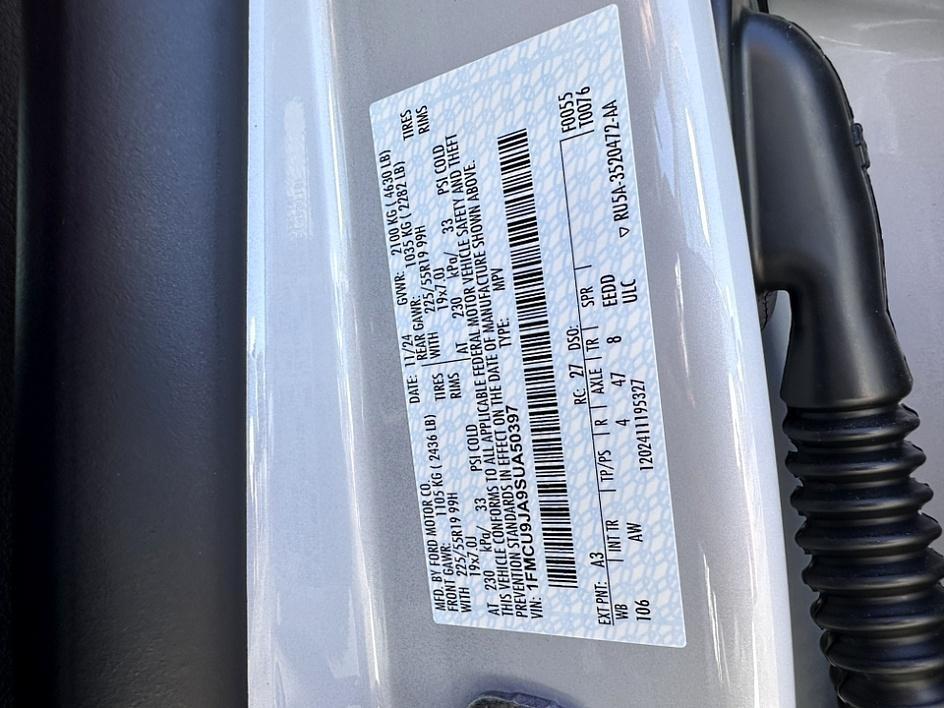 MFD. BY FORD MOTOR CO. DATE: 11/24 GVWR: 2100 KG ( 4630 LB)
FRONT GAWR: 1105 KG ( 2436 LB) REAR GAWR: 1035 KG ( 2282 LB)
WITH 225/55R19 99H TIRES WITH 225/55R19 99H TIRES
19x7.0J RIMS 19x7.0J RIMS
AT 230 kPa/ 33 PSI COLD AT 230 kPa/ 33 PSI COLD
THIS VEHICLE CONFORMS TO ALL APPLICABLE FEDERAL MOTOR VEHICLE SAFETY AND THEFT
PREVENTION STANDARDS IN EFFECT ON THE DATE OF MANUFACTURE SHOWN ABOVE.
VIN: 1FMCU9JA9SUA50397 TYPE: MPV
F0055
T0076
EXT PNT: A3 RC: 27 DSO:
WB INT TR TP/PS R AXLE TR SPR
106 AW 4 47 8 EEDD
ULC
1202411195327 ▽ RU5A-3520472-AA